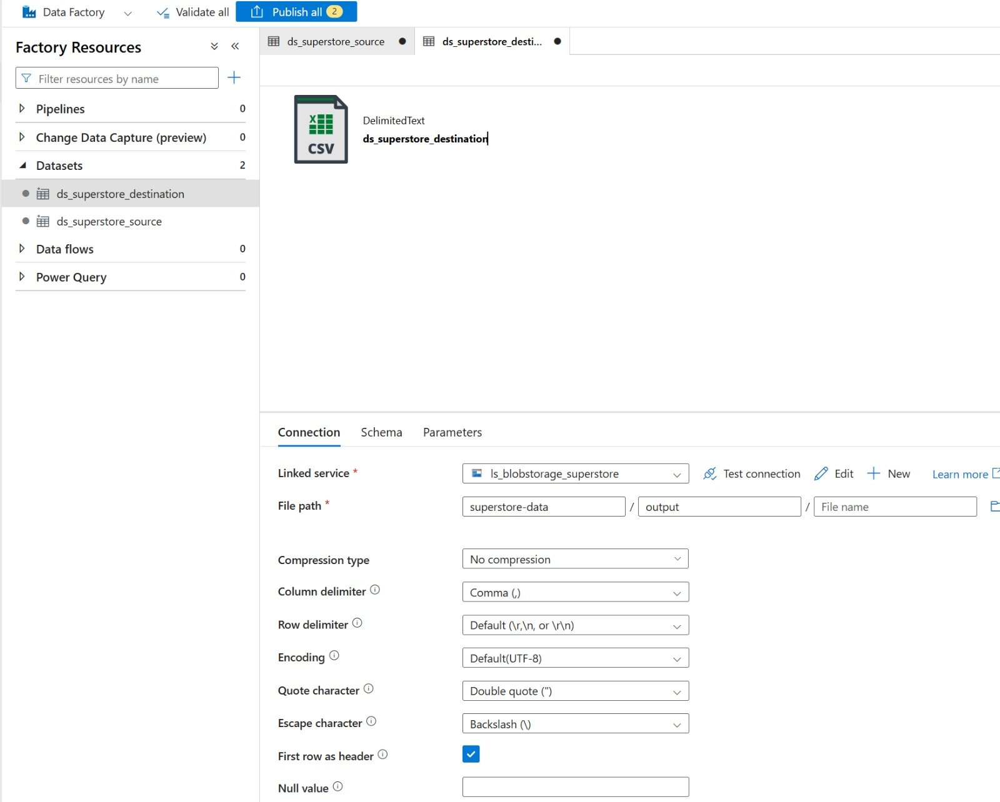 Data Factory
Validate all
Publish all 2
Factory Resources
Filter resources by name
Pipelines 0
Change Data Capture (preview) 0
Datasets 2
ds_superstore_destination
ds_superstore_source
Data flows 0
Power Query 0
ds_superstore_source
ds_superstore_desti...
X
CSV
DelimitedText
ds_superstore_destination
Connection Schema Parameters
Linked service * ls_blobstorage_superstore Test connection Edit New Learn more
File path * superstore-data / output / File name
Compression type No compression
Column delimiter Comma (,)
Row delimiter Default (\r,\n, or \r\n)
Encoding Default(UTF-8)
Quote character Double quote (")
Escape character Backslash (\)
First row as header
Null value